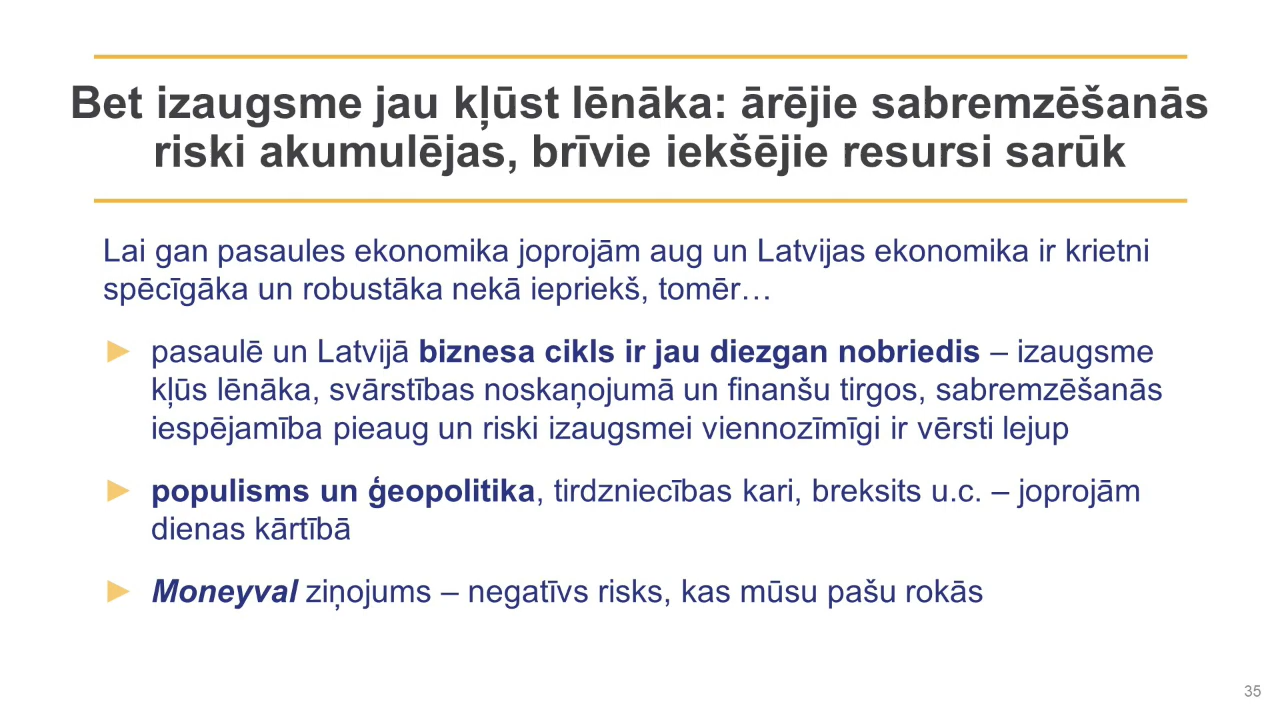 Bet izaugsme jau kļūst lēnāka: ārējie sabremzēšanās
riski akumulējas, brīvie iekšējie resursi sarūk
Lai gan pasaules ekonomika joprojām aug un Latvijas ekonomika ir krietni
spēcīgāka un robustāka nekā iepriekš, tomēr…
► pasaulē un Latvijā biznesa cikls ir jau diezgan nobriedis – izaugsme
kļūs lēnāka, svārstības noskaņojumā un finanšu tirgos, sabremzēšanās
iespējamība pieaug un riski izaugsmei viennozīmīgi ir vērsti lejup
► populisms un ģeopolitika, tirdzniecības kari, breksits u.c. – joprojām
dienas kārtībā
► Moneyval ziņojums – negatīvs risks, kas mūsu pašu rokās
35